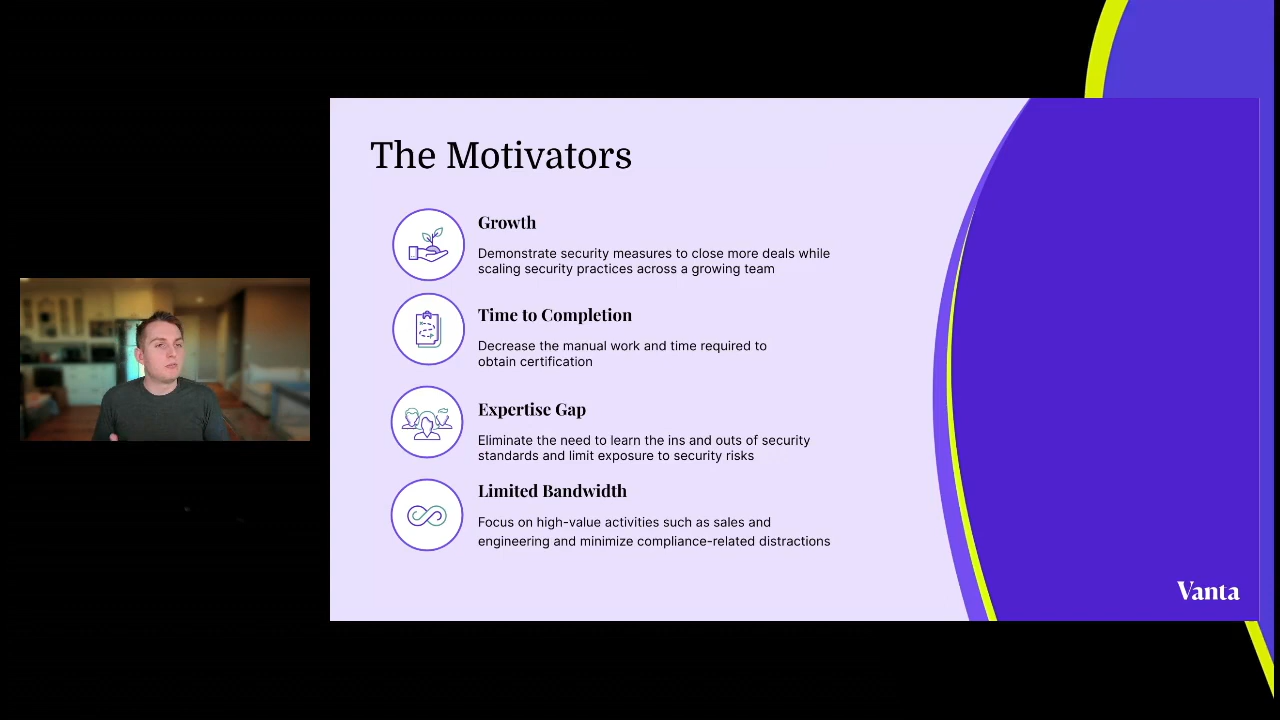 The Motivators
Growth
Demonstrate security measures to close more deals while
scaling security practices across a growing team
Time to Completion
Decrease the manual work and time required to
obtain certification
Expertise Gap
Eliminate the need to learn the ins and outs of security
standards and limit exposure to security risks
Limited Bandwidth
Focus on high-value activities such as sales and
engineering and minimize compliance-related distractions
Vanta